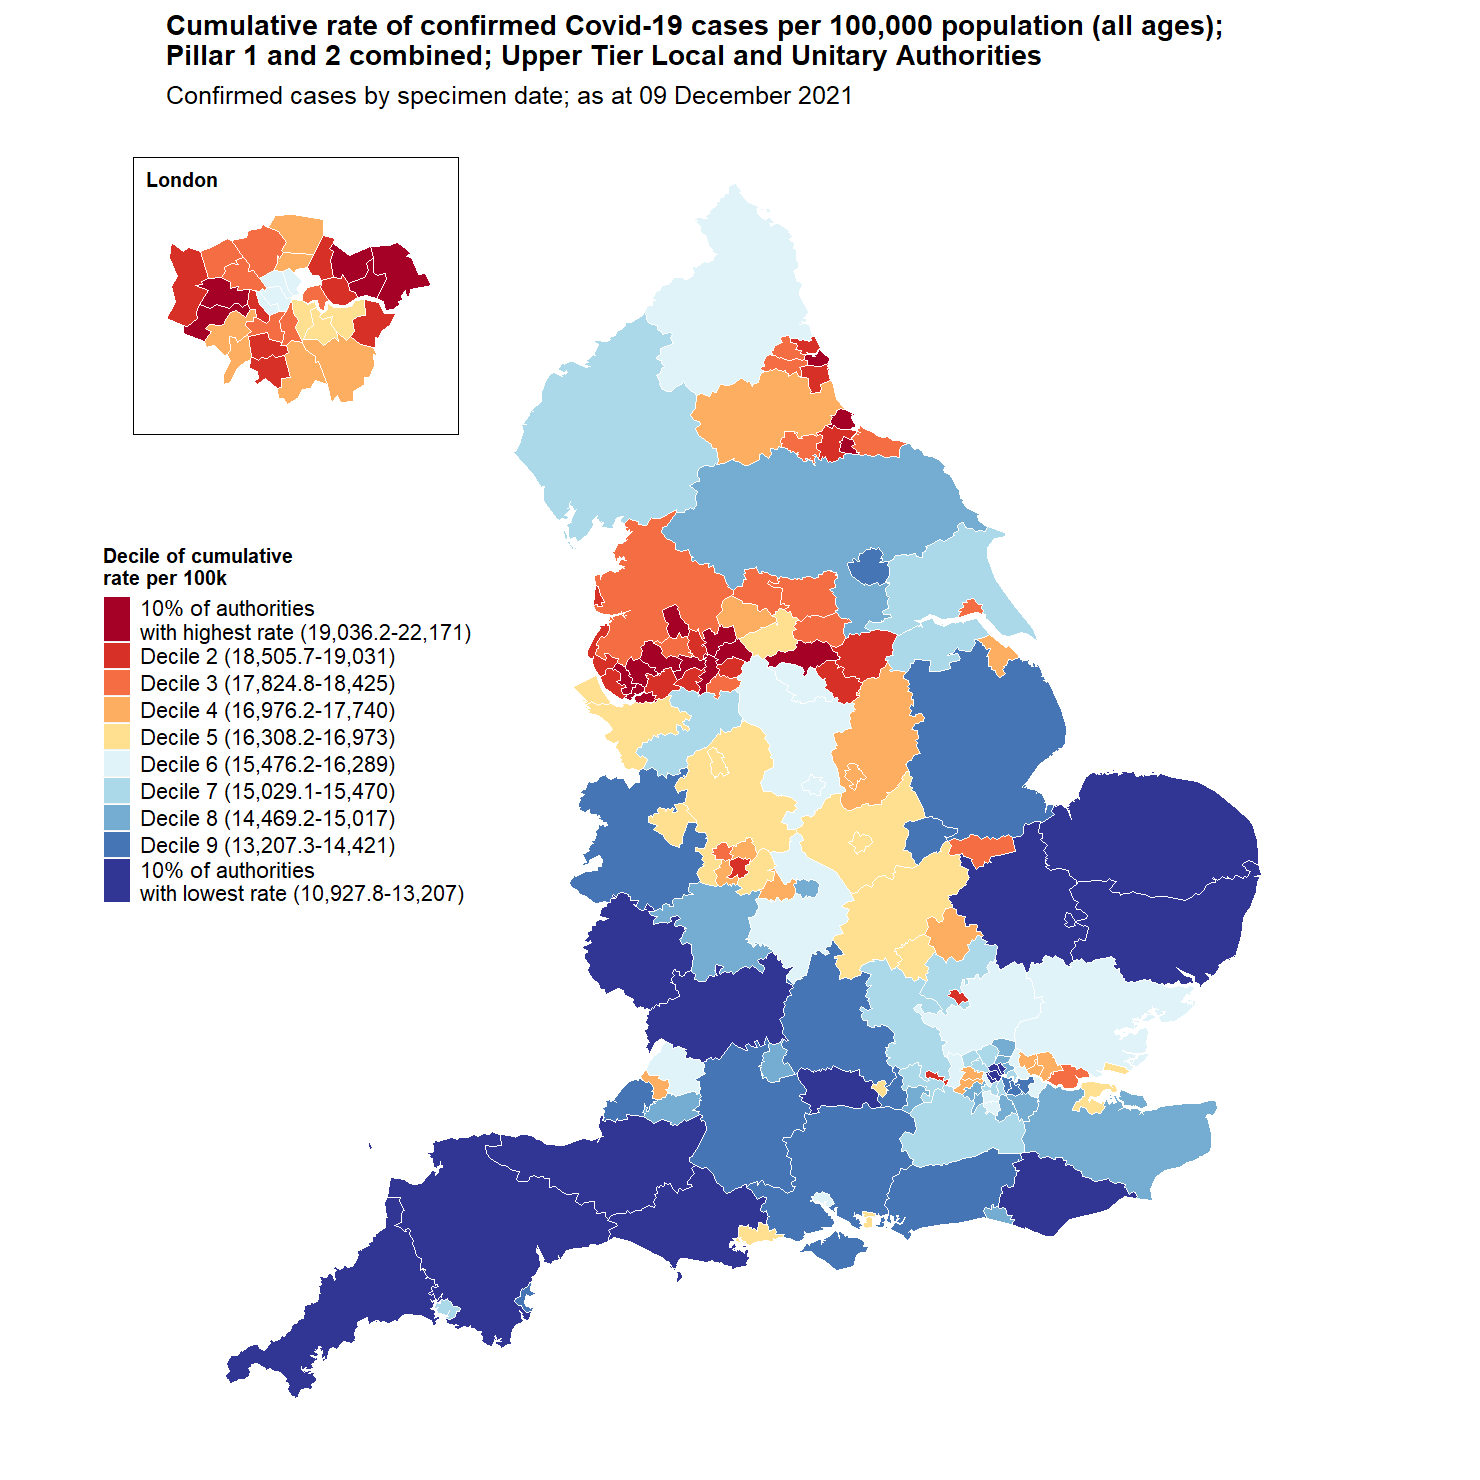 Cumulative rate of confirmed Covid-19 cases per 100,000 population (all ages);
Pillar 1 and 2 combined; Upper Tier Local and Unitary Authorities
Confirmed cases by specimen date; as at 09 December 2021
London
Decile of cumulative
rate per 100k
10% of authorities
with highest rate (19,036.2-22,171)
Decile 2 (18,505.7-19,031)
Decile 3 (17,824.8-18,425)
Decile 4 (16,976.2-17,740)
Decile 5 (16,308.2-16,973)
Decile 6 (15,476.2-16,289)
Decile 7 (15,029.1-15,470)
Decile 8 (14,469.2-15,017)
Decile 9 (13,207.3-14,421)
10% of authorities
with lowest rate (10,927.8-13,207)